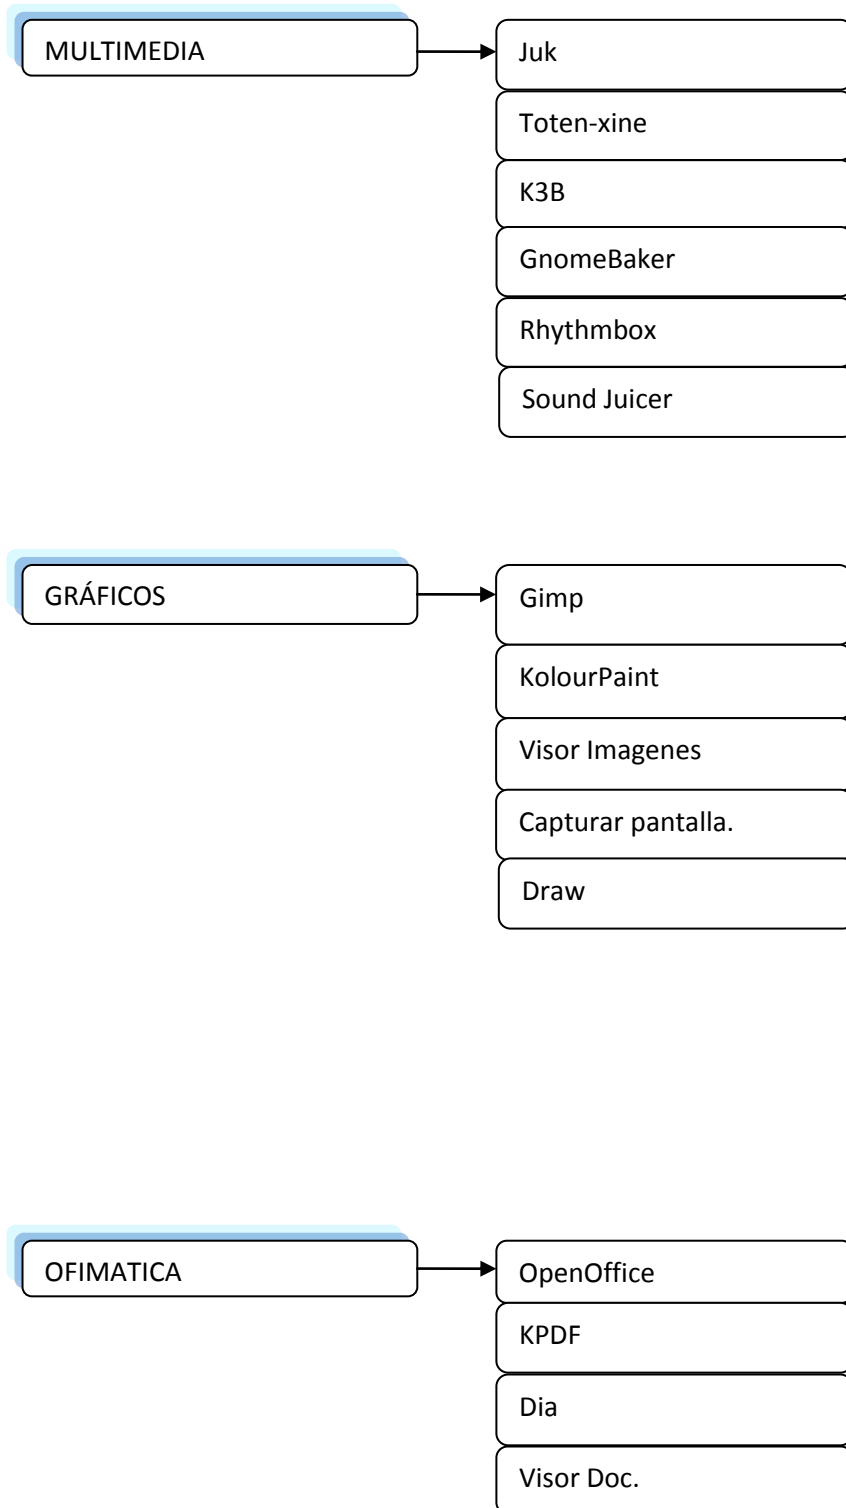 MULTIMEDIA
Juk
Toten-xine
K3B
GnomeBaker
Rhythmbox
Sound Juicer
GRÁFICOS
Gimp
KolourPaint
Visor Imagenes
Capturar pantalla.
Draw
OFIMATICA
OpenOffice
KPDF
Dia
Visor Doc.